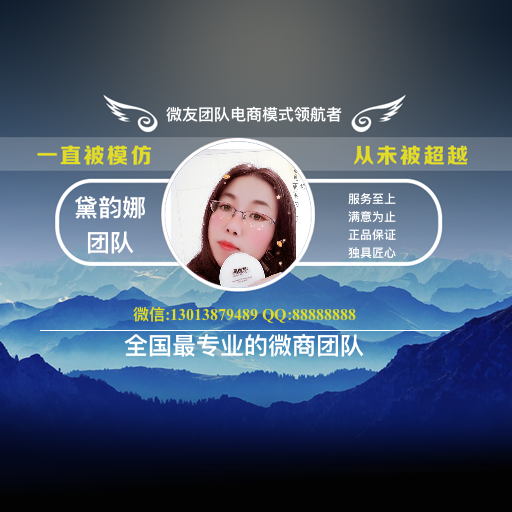 微友团队电商模式领航者
一直被模仿
从未被超越
黛韵娜
团队
服务至上
满意为止
正品保证
独具匠心
微信:13013879489 QQ:88888888
全国最专业的微商团队